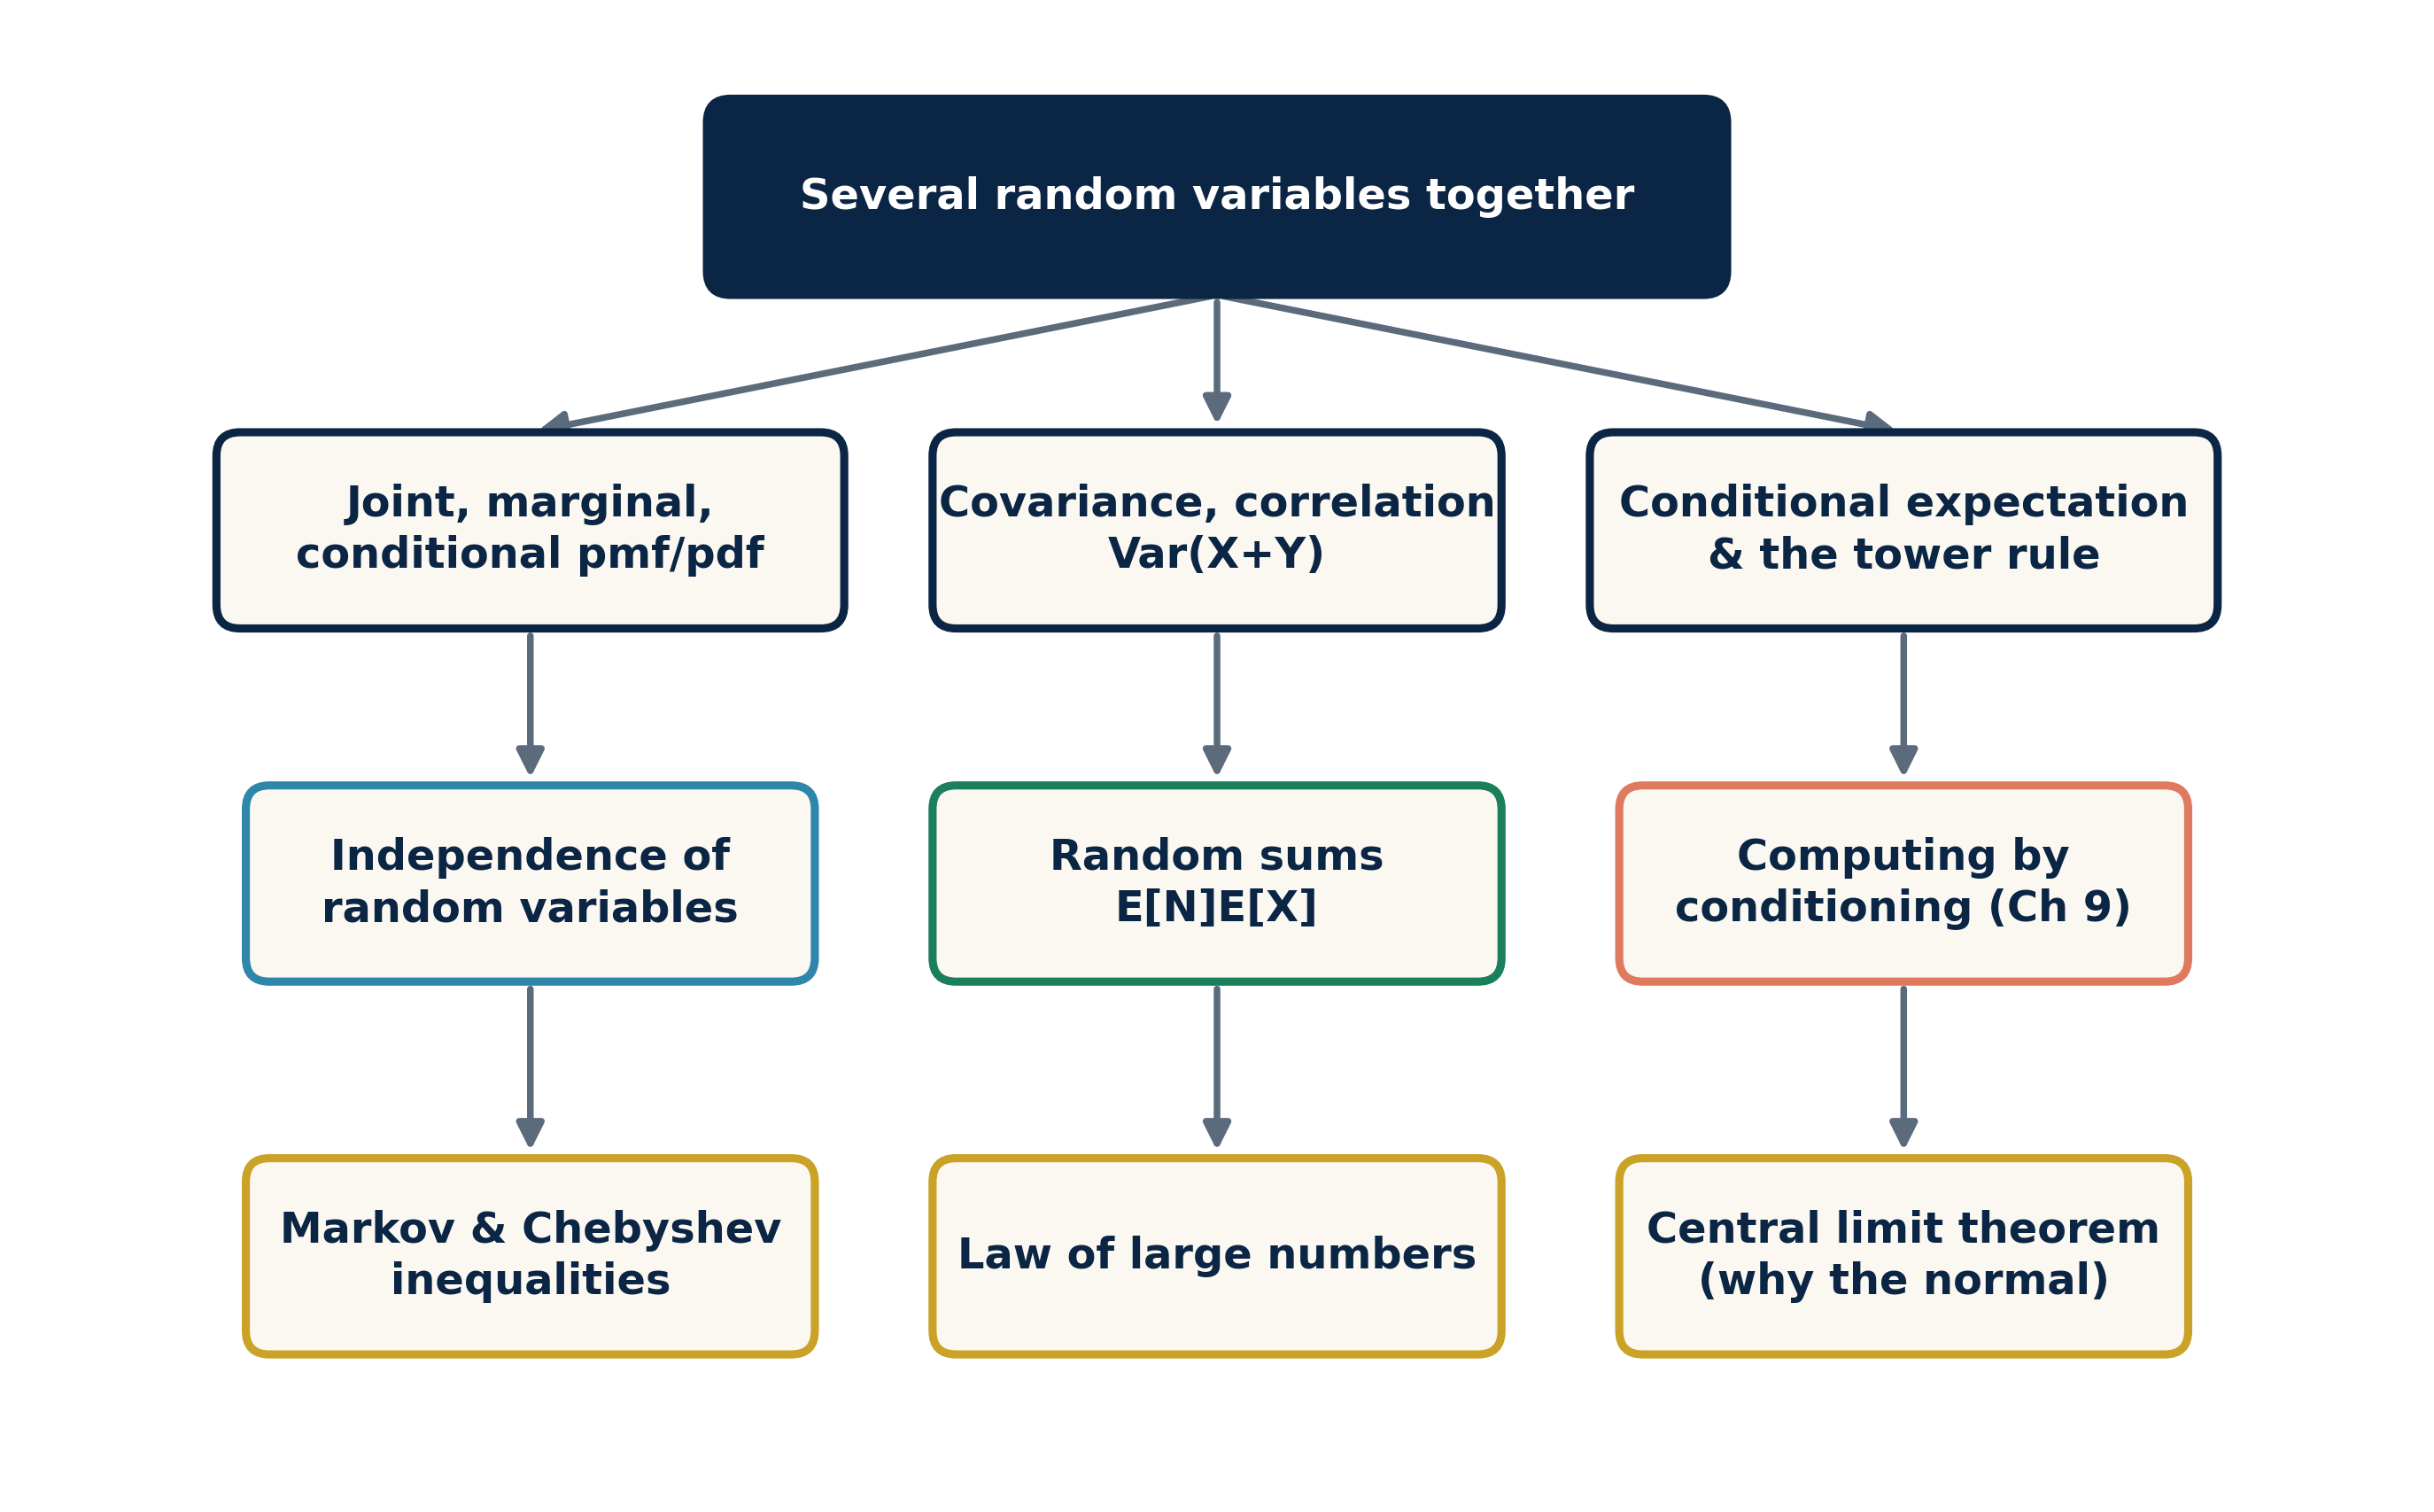 Several random variables together
Joint, marginal,
conditional pmf/pdf
Covariance, correlation
Var(X+Y)
Conditional expectation
& the tower rule
Independence of
random variables
Random sums
E[N]E[X]
Computing by
conditioning (Ch 9)
Markov & Chebyshev
inequalities
Law of large numbers
Central limit theorem
(why the normal)